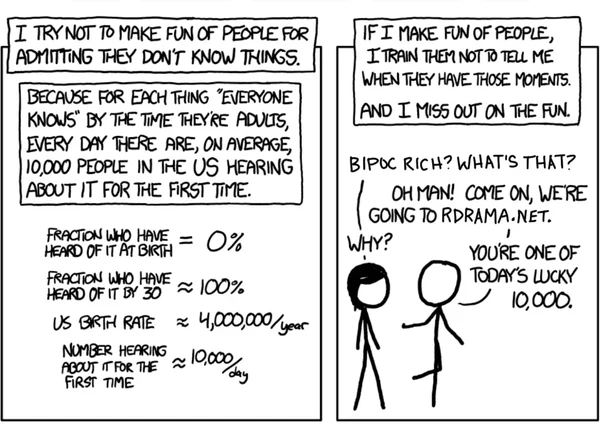 I TRY NOT TO MAKE FUN OF PEOPLE FOR
ADMITTING THEY DON'T KNOW THINGS.
BECAUSE FOR EACH THING "EVERYONE
KNOWS" BY THE TIME THEY'RE ADULTS,
EVERY DAY THERE ARE, ON AVERAGE,
10,000 PEOPLE IN THE US HEARING
ABOUT IT FOR THE FIRST TIME.
FRACTION WHO HAVE
HEARD OF IT AT BIRTH = 0%
FRACTION WHO HAVE
HEARD OF IT BY 30 ≈ 100%
US BIRTH RATE ≈ 4,000,000/year
NUMBER HEARING
ABOUT IT FOR THE ≈ 10,000/day
FIRST TIME
IF I MAKE FUN OF PEOPLE,
I TRAIN THEM NOT TO TELL ME
WHEN THEY HAVE THOSE MOMENTS.
AND I MISS OUT ON THE FUN.
BIPOC RICH? WHAT'S THAT?
OH MAN! COME ON, WE'RE
GOING TO RDRAMA.NET.
WHY?
YOU'RE ONE OF
TODAY'S LUCKY
10,000.